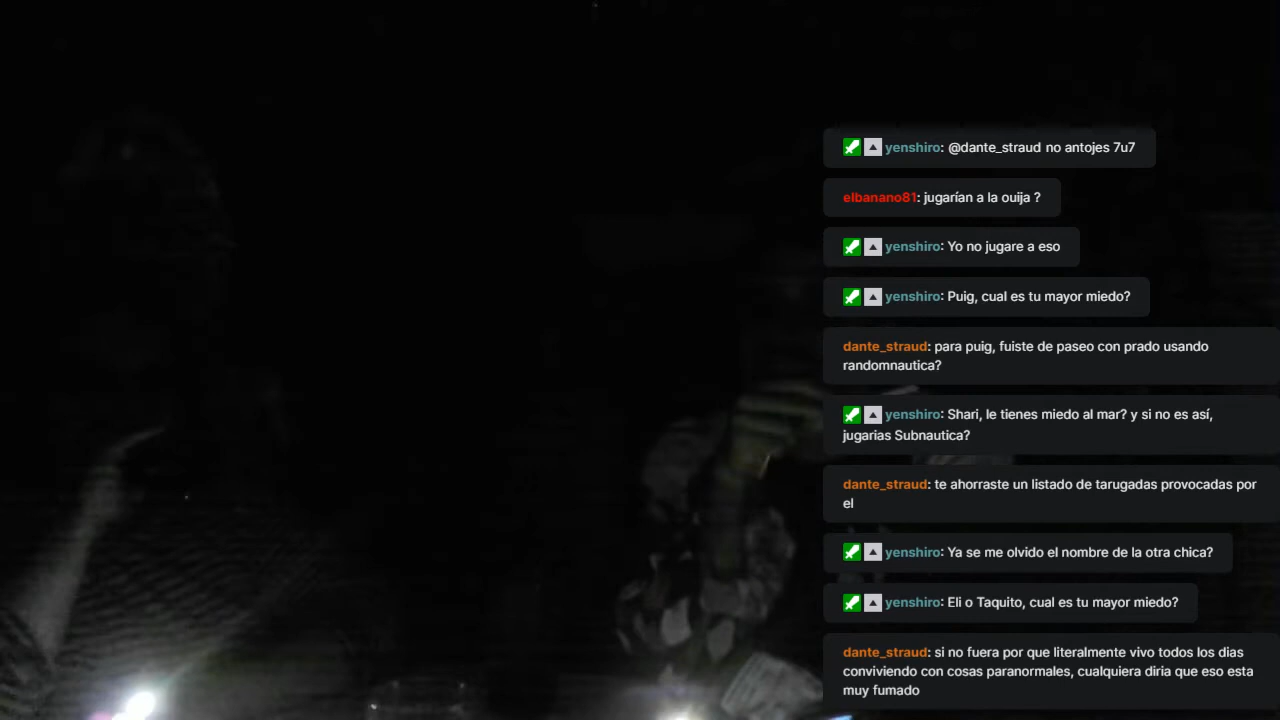 yenshiro: @dante_straud no antojes 7u7
elbanano81: jugarían a la ouija ?
yenshiro: Yo no jugare a eso
yenshiro: Puig, cual es tu mayor miedo?
dante_straud: para puig, fuiste de paseo con prado usando
randomnautica?
yenshiro: Shari, le tienes miedo al mar? y si no es así,
jugarias Subnautica?
dante_straud: te ahorraste un listado de tarugadas provocadas por
el
yenshiro: Ya se me olvido el nombre de la otra chica?
yenshiro: Eli o Taquito, cual es tu mayor miedo?
dante_straud: si no fuera por que literalmente vivo todos los dias
conviviendo con cosas paranormales, cualquiera diria que eso esta
muy fumado